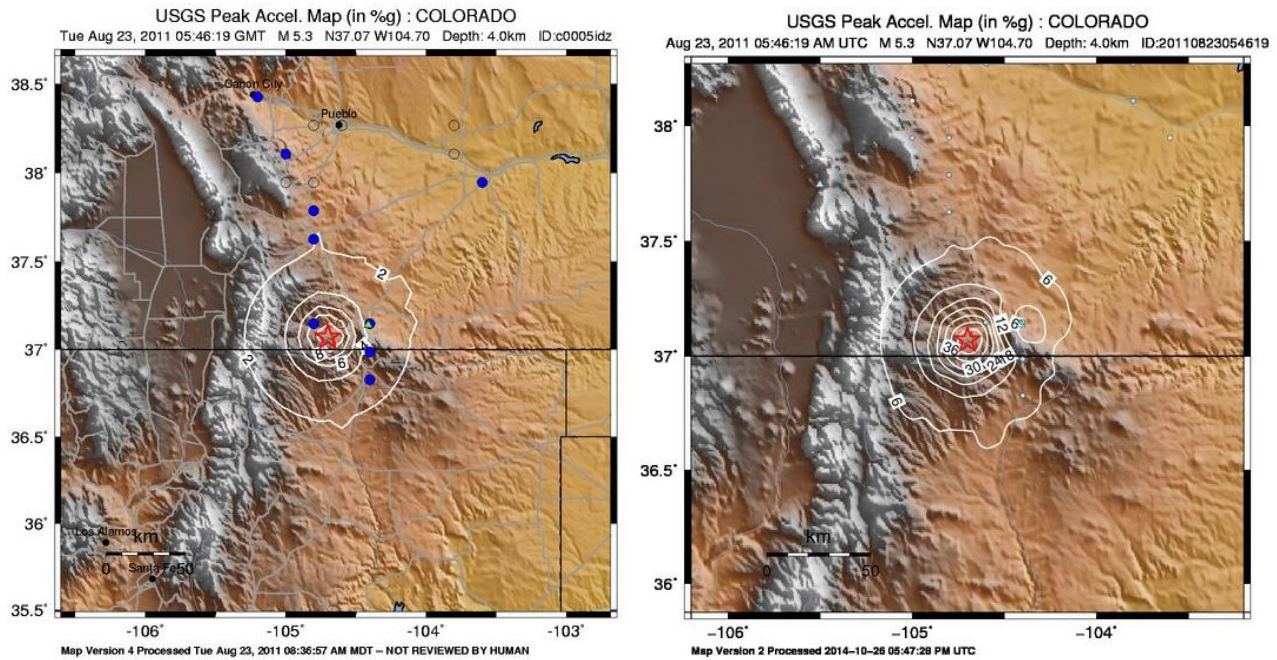 USGS Peak Accel. Map (in %g) : COLORADO
Tue Aug 23, 2011 05:46:19 GMT M 5.3 N37.07 W104.70 Depth: 4.0km ID:c0005idz
38.5°
38°
37.5°
37°
36.5°
36°
35.5°
Canon City
Pueblo
2
2
8
6
Los Alamos
km
0
50
Santa Fe
-106°
-105°
-104°
-103°
Map Version 4 Processed Tue Aug 23, 2011 08:36:57 AM MDT -- NOT REVIEWED BY HUMAN
USGS Peak Accel. Map (in %g) : COLORADO
Aug 23, 2011 05:46:19 AM UTC M 5.3 N37.07 W104.70 Depth: 4.0km ID:20110823054619
38°
37.5°
37°
36.5°
36°
6
12
6
36
30
24
18
6
km
0
50
-106°
-105°
-104°
Map Version 2 Processed 2014-10-26 05:47:28 PM UTC